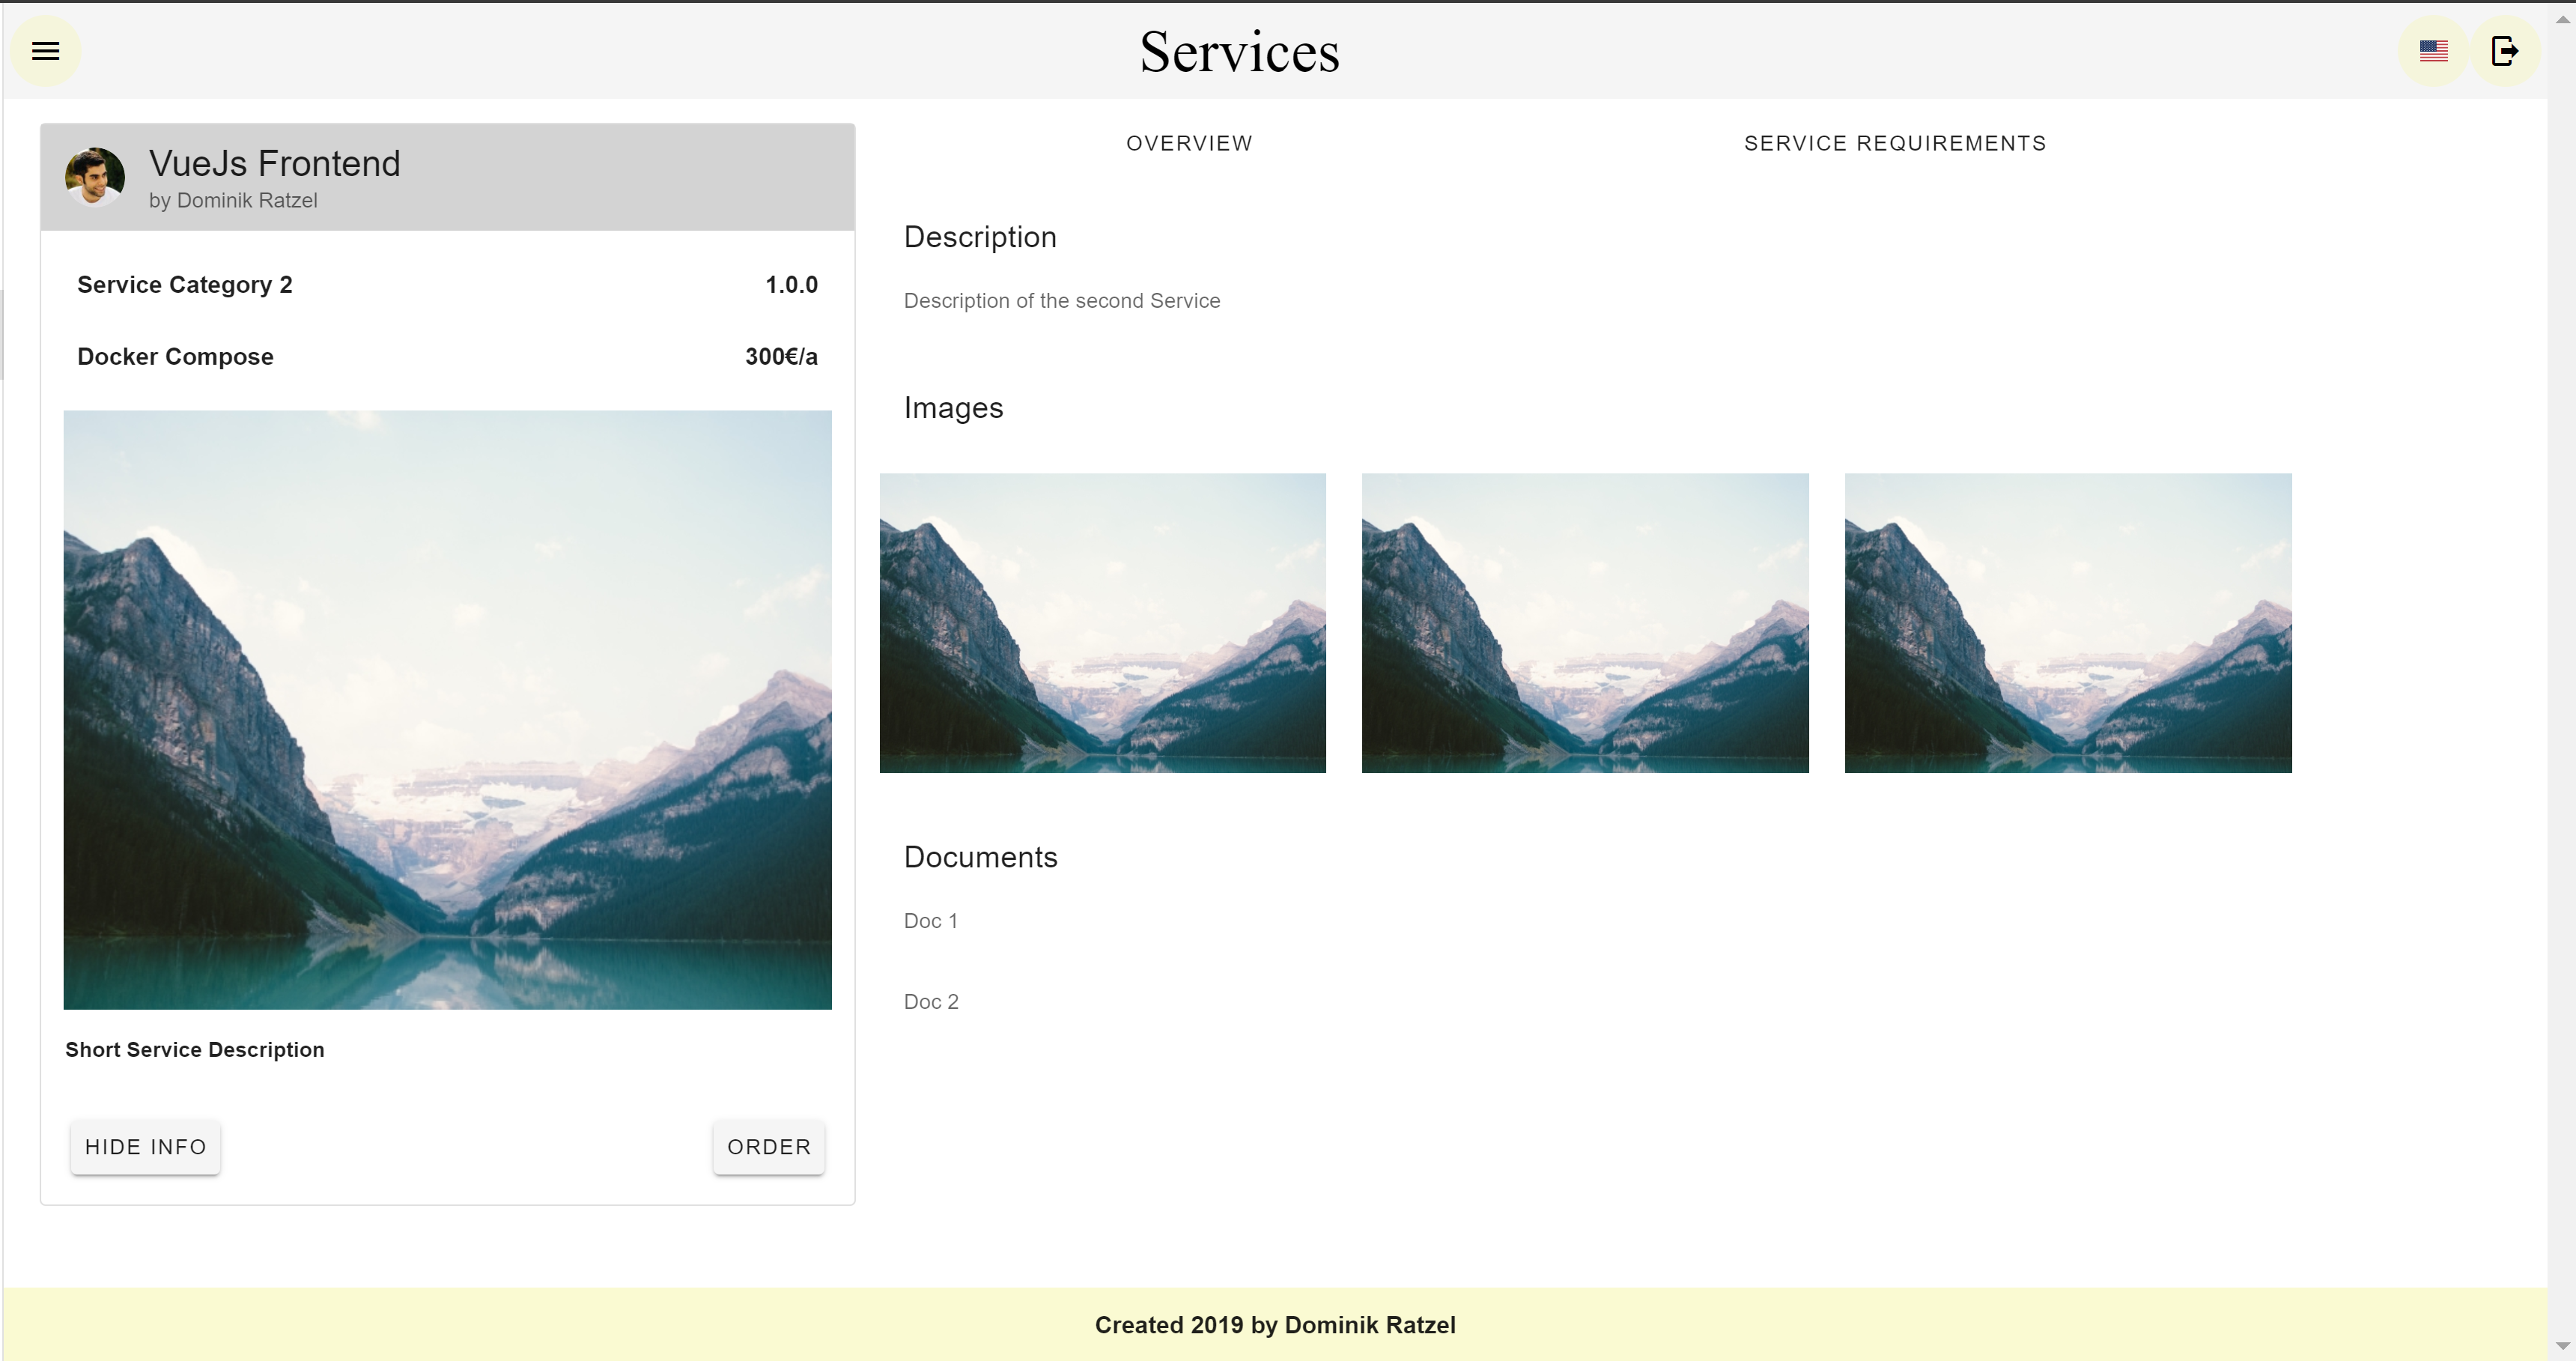 Services
VueJs Frontend
by Dominik Ratzel
Service Category 2 1.0.0
Docker Compose 300€/a
Short Service Description
HIDE INFO ORDER
OVERVIEW SERVICE REQUIREMENTS
Description
Description of the second Service
Images
Documents
Doc 1
Doc 2
Created 2019 by Dominik Ratzel